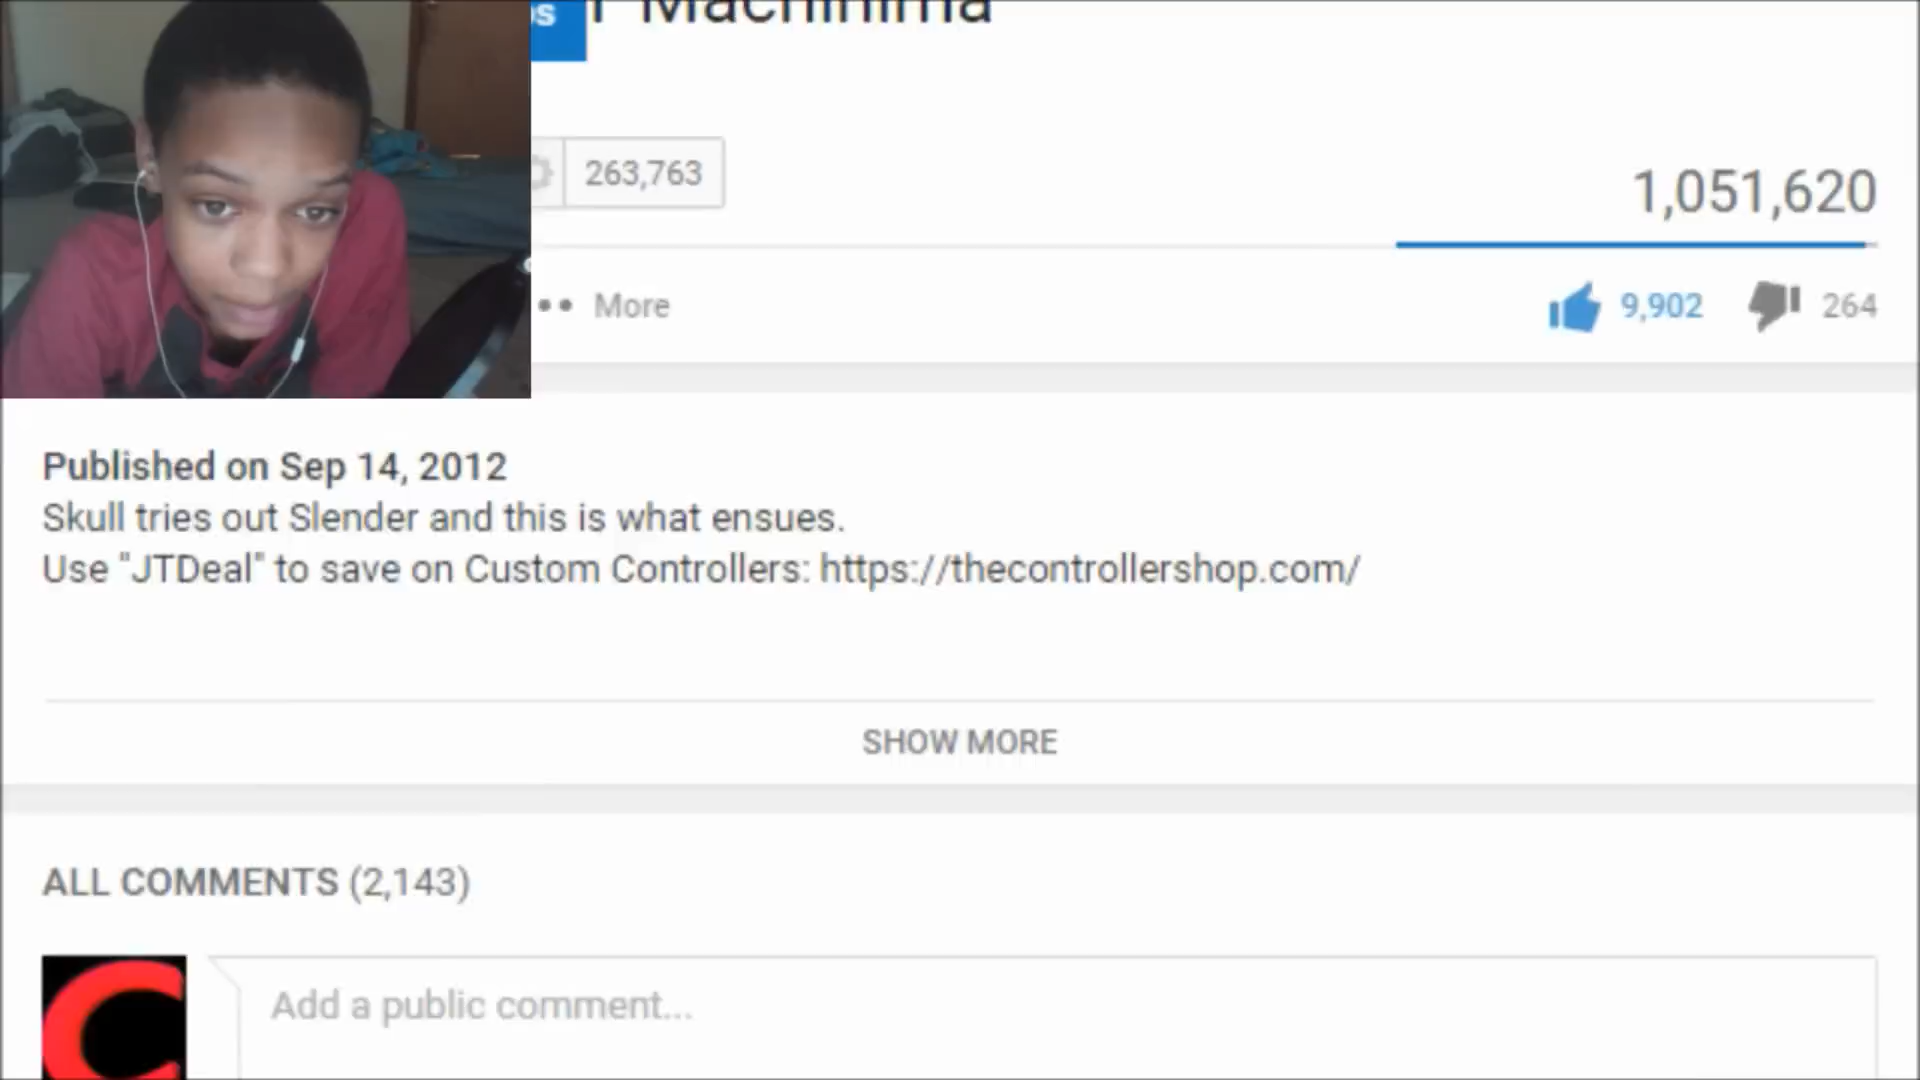 Machinima
263,763
1,051,620
More
9,902
264
Published on Sep 14, 2012
Skull tries out Slender and this is what ensues.
Use "JTDeal" to save on Custom Controllers: https://thecontrollershop.com/
SHOW MORE
ALL COMMENTS (2,143)
C
Add a public comment...